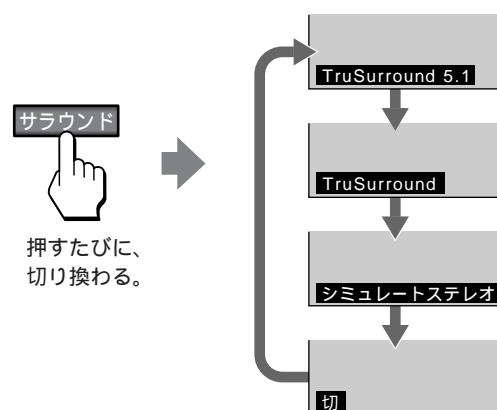 サラウンド
押すたびに、
切り換わる。
TruSurround 5.1
TruSurround
シミュレートステレオ
切